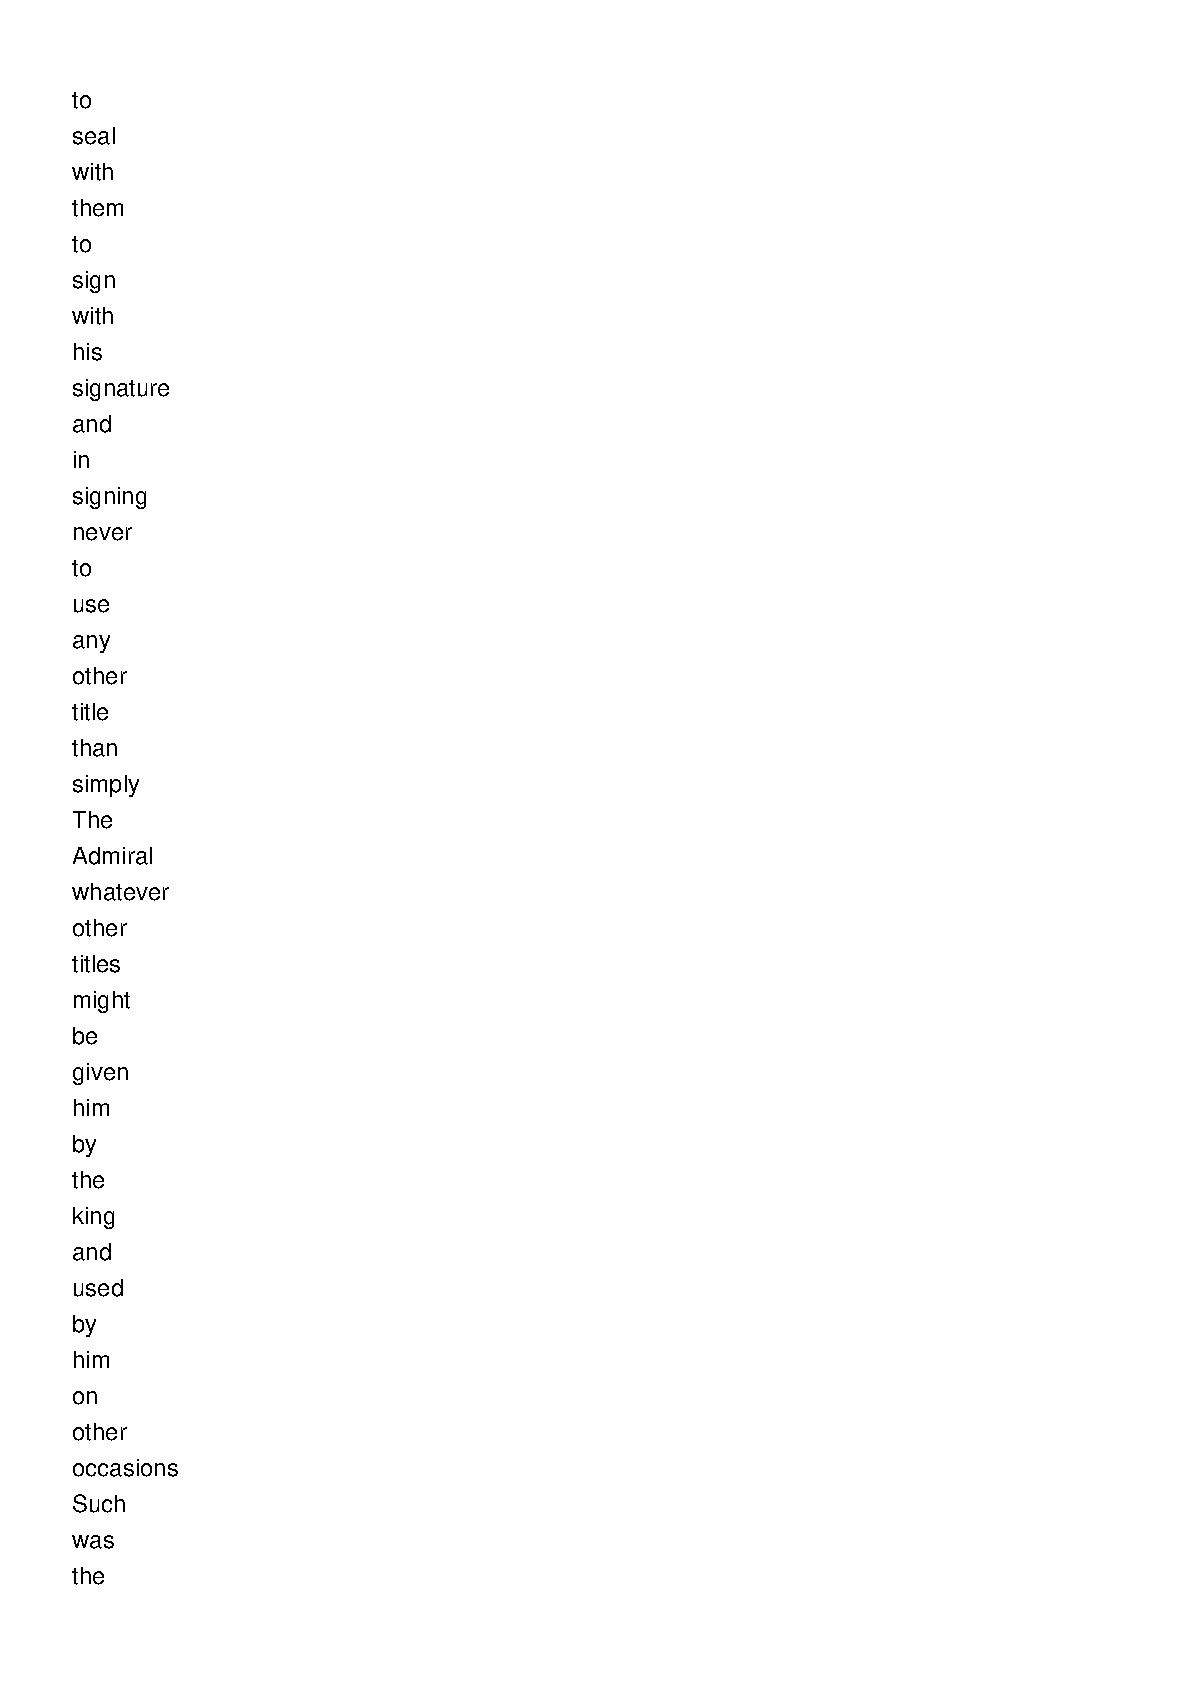 to
seal
with
them
to
sign
with
his
signature
and
in
signing
never
to
use
any
other
title
than
simply
The
Admiral
whatever
other
titles
might
be
given
him
by
the
king
and
used
by
him
on
other
occasions
Such
was
the